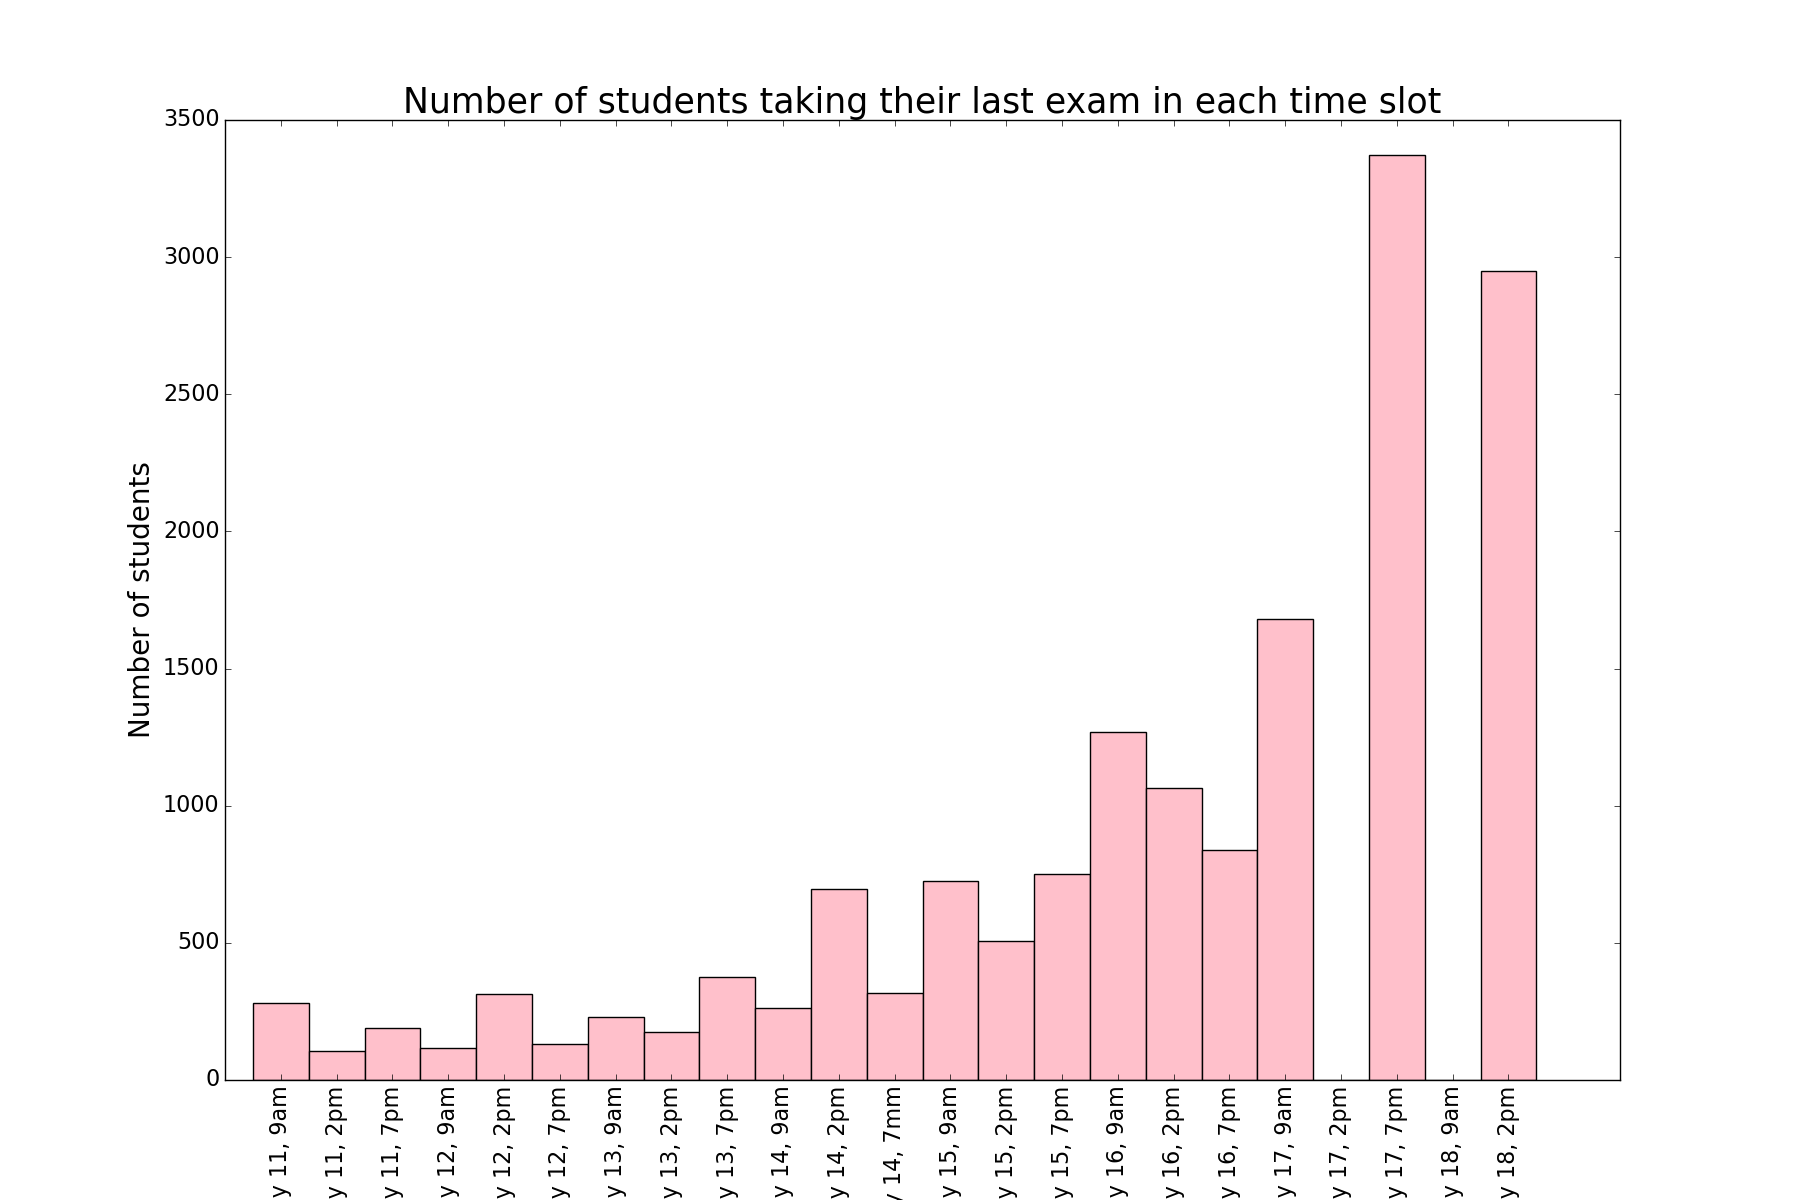 Number of students taking their last exam in each time slot
Number of students
3500
3000
2500
2000
1500
1000
500
0
y 11, 9am
y 11, 2pm
y 11, 7pm
y 12, 9am
y 12, 2pm
y 12, 7pm
y 13, 9am
y 13, 2pm
y 13, 7pm
y 14, 9am
y 14, 2pm
y 14, 7mm
y 15, 9am
y 15, 2pm
y 15, 7pm
y 16, 9am
y 16, 2pm
y 16, 7pm
y 17, 9am
y 17, 2pm
y 17, 7pm
y 18, 9am
y 18, 2pm